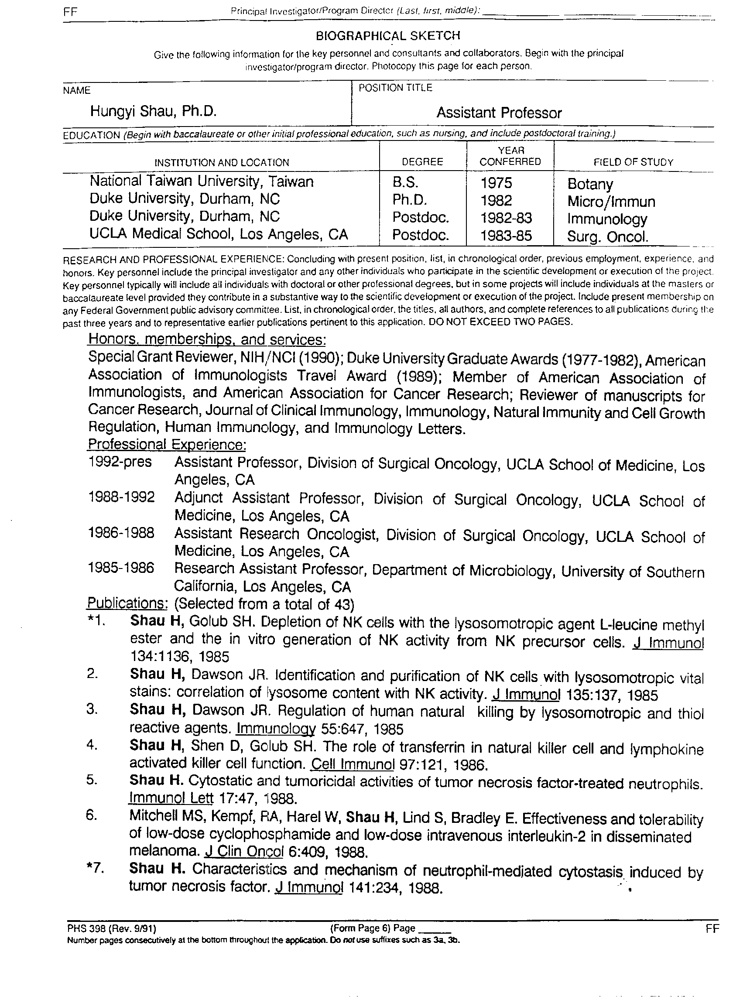 FF Principal Investigator/Program Director (Last, first, middle):
BIOGRAPHICAL SKETCH
Give the following information for the key personnel and consultants and collaborators. Begin with the principal
investigator/program director. Photocopy this page for each person.
NAME POSITION TITLE
Hungyi Shau, Ph.D. Assistant Professor
EDUCATION (Begin with baccalaureate or other initial professional education, such as nursing, and include postdoctoral training.)
INSTITUTION AND LOCATION DEGREE YEAR CONFERRED FIELD OF STUDY
National Taiwan University, Taiwan B.S. 1975 Botany
Duke University, Durham, NC Ph.D. 1982 Micro/Immun
Duke University, Durham, NC Postdoc. 1982-83 Immunology
UCLA Medical School, Los Angeles, CA Postdoc. 1983-85 Surg. Oncol.
RESEARCH AND PROFESSIONAL EXPERIENCE: Concluding with present position, list, in chronological order, previous employment, experience, and
honors. Key personnel include the principal investigator and any other individuals who participate in the scientific development or execution of the project.
Key personnel typically will include all individuals with doctoral or other professional degrees, but in some projects will include individuals at the masters or
baccalaureate level provided they contribute in a substantive way to the scientific development or execution of the project. Include present membership on
any Federal Government public advisory committee. List, in chronological order, the titles, all authors, and complete references to all publications during the
past three years and to representative earlier publications pertinent to this application. DO NOT EXCEED TWO PAGES.
Honors, memberships, and services:
Special Grant Reviewer, NIH/NCI (1990); Duke University Graduate Awards (1977-1982), American
Association of Immunologists Travel Award (1989); Member of American Association of
Immunologists, and American Association for Cancer Research; Reviewer of manuscripts for
Cancer Research, Journal of Clinical Immunology, Immunology, Natural Immunity and Cell Growth
Regulation, Human Immunology, and Immunology Letters.
Professional Experience:
1992-pres Assistant Professor, Division of Surgical Oncology, UCLA School of Medicine, Los
Angeles, CA
1988-1992 Adjunct Assistant Professor, Division of Surgical Oncology, UCLA School of
Medicine, Los Angeles, CA
1986-1988 Assistant Research Oncologist, Division of Surgical Oncology, UCLA School of
Medicine, Los Angeles, CA
1985-1986 Research Assistant Professor, Department of Microbiology, University of Southern
California, Los Angeles, CA
Publications: (Selected from a total of 43)
*1. Shau H, Golub SH. Depletion of NK cells with the lysosomotropic agent L-leucine methyl
ester and the in vitro generation of NK activity from NK precursor cells. J Immunol
134:1136, 1985
2. Shau H, Dawson JR. Identification and purification of NK cells with lysosomotropic vital
stains: correlation of lysosome content with NK activity. J Immunol 135:137, 1985
3. Shau H, Dawson JR. Regulation of human natural killing by lysosomotropic and thiol
reactive agents. Immunology 55:647, 1985
4. Shau H, Shen D, Golub SH. The role of transferrin in natural killer cell and lymphokine
activated killer cell function. Cell Immunol 97:121, 1986.
5. Shau H. Cytostatic and tumoricidal activities of tumor necrosis factor-treated neutrophils.
Immunol Lett 17:47, 1988.
6. Mitchell MS, Kempf, RA, Harel W, Shau H, Lind S, Bradley E. Effectiveness and tolerability
of low-dose cyclophosphamide and low-dose intravenous interleukin-2 in disseminated
melanoma. J Clin Oncol 6:409, 1988.
*7. Shau H. Characteristics and mechanism of neutrophil-mediated cytostasis induced by
tumor necrosis factor. J Immunol 141:234, 1988.
PHS 398 (Rev. 9/91) (Form Page 6) Page FF
Number pages consecutively at the bottom throughout the application. Do not use suffixes such as 3a, 3b.